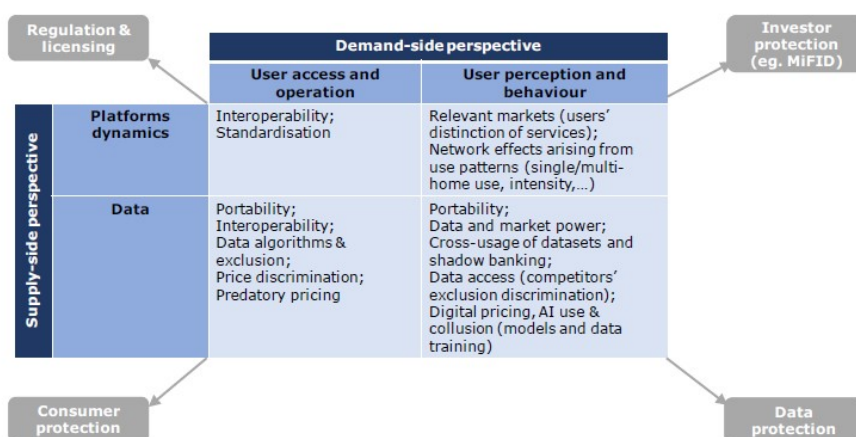 Regulation &
licensing
Investor
protection
(eg. MiFID)
Demand-side perspective
User access and
operation
User perception and
behaviour
Supply-side perspective
Platforms
dynamics
Interoperability;
Standardisation
Relevant markets (users’
distinction of services);
Network effects arising from
use patterns (single/multi-
home use, intensity,...)
Data
Portability;
Interoperability;
Data algorithms &
exclusion;
Price discrimination;
Predatory pricing
Portability;
Data and market power;
Cross-usage of datasets and
shadow banking;
Data access (competitors’
exclusion discrimination);
Digital pricing, AI use &
collusion (models and data
training)
Consumer
protection
Data
protection